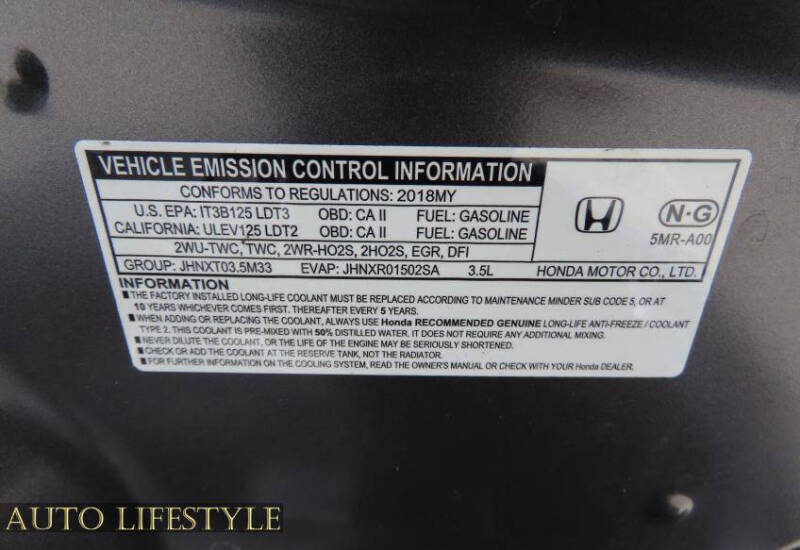 VEHICLE EMISSION CONTROL INFORMATION
CONFORMS TO REGULATIONS: 2018MY
U.S. EPA: IT3B125 LDT3 OBD: CA II FUEL: GASOLINE
CALIFORNIA: ULEV125 LDT2 OBD: CA II FUEL: GASOLINE
2WU-TWC, TWC, 2WR-HO2S, 2HO2S, EGR, DFI
GROUP: JHNXT03.5M33 EVAP: JHNXR01502SA 3.5L
N-G
5MR-A00
HONDA MOTOR CO., LTD.
INFORMATION
■ THE FACTORY INSTALLED LONG-LIFE COOLANT MUST BE REPLACED ACCORDING TO MAINTENANCE MINDER SUB CODE 5, OR AT
10 YEARS WHICHEVER COMES FIRST. THEREAFTER EVERY 5 YEARS.
■ WHEN ADDING OR REPLACING THE COOLANT, ALWAYS USE Honda RECOMMENDED GENUINE LONG-LIFE ANTI-FREEZE / COOLANT
TYPE 2. THIS COOLANT IS PRE-MIXED WITH 50% DISTILLED WATER. IT DOES NOT REQUIRE ANY ADDITIONAL MIXING.
■ NEVER DILUTE THE COOLANT, OR THE LIFE OF THE ENGINE MAY BE SERIOUSLY SHORTENED.
■ CHECK OR ADD THE COOLANT AT THE RESERVE TANK, NOT THE RADIATOR.
■ FOR FURTHER INFORMATION ON THE COOLING SYSTEM, READ THE OWNER'S MANUAL OR CHECK WITH YOUR Honda DEALER.
AUTO LIFESTYLE